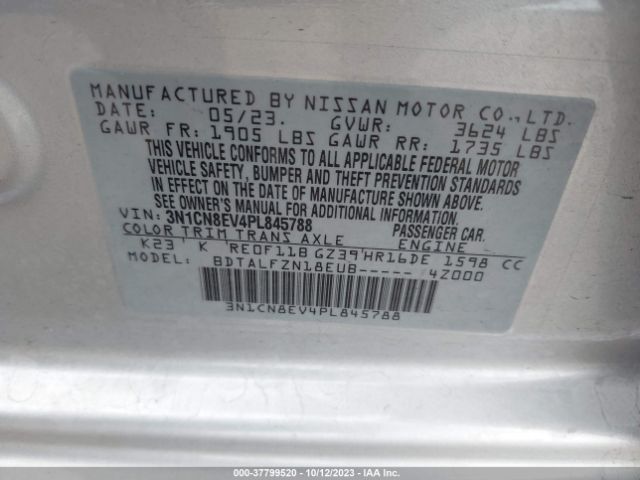 MANUFACTURED BY NISSAN MOTOR CO., LTD.
DATE: 05/23. GVWR: 3624 LBS
GAWR FR: 1905 LBS GAWR RR: 1735 LBS
THIS VEHICLE CONFORMS TO ALL APPLICABLE FEDERAL MOTOR
VEHICLE SAFETY, BUMPER AND THEFT PREVENTION STANDARDS
IN EFFECT ON THE DATE OF MANUFACTURE SHOWN ABOVE.
SEE OWNER'S MANUAL FOR ADDITIONAL INFORMATION
VIN: 3N1CN8EV4PL845788 PASSENGER CAR.
COLOR TRIM TRANS AXLE ENGINE
K23 K RE0F11B GZ39 HR16DE 1598 CC
BDTALFZN18EUB----- 4Z000
3N1CN8EV4PL845788
000-37799520 - 10/12/2023 - IAA Inc.